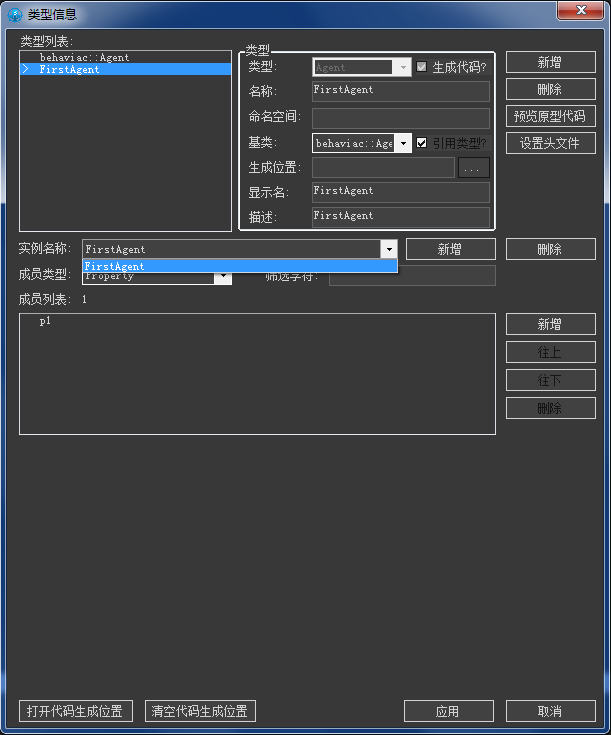 类型信息
类型列表:
behaviac::Agent
FirstAgent
类型
类型:
Agent
生成代码?
名称:
FirstAgent
命名空间:
基类:
behaviac::Age
引用类型?
生成位置:
...
显示名:
FirstAgent
描述:
FirstAgent
新增
删除
预览原型代码
设置头文件
实例名称:
FirstAgent
新增
删除
FirstAgent
成员类型:
Property
筛选字符:
成员列表: 1
p1
新增
往上
往下
删除
打开代码生成位置
清空代码生成位置
应用
取消